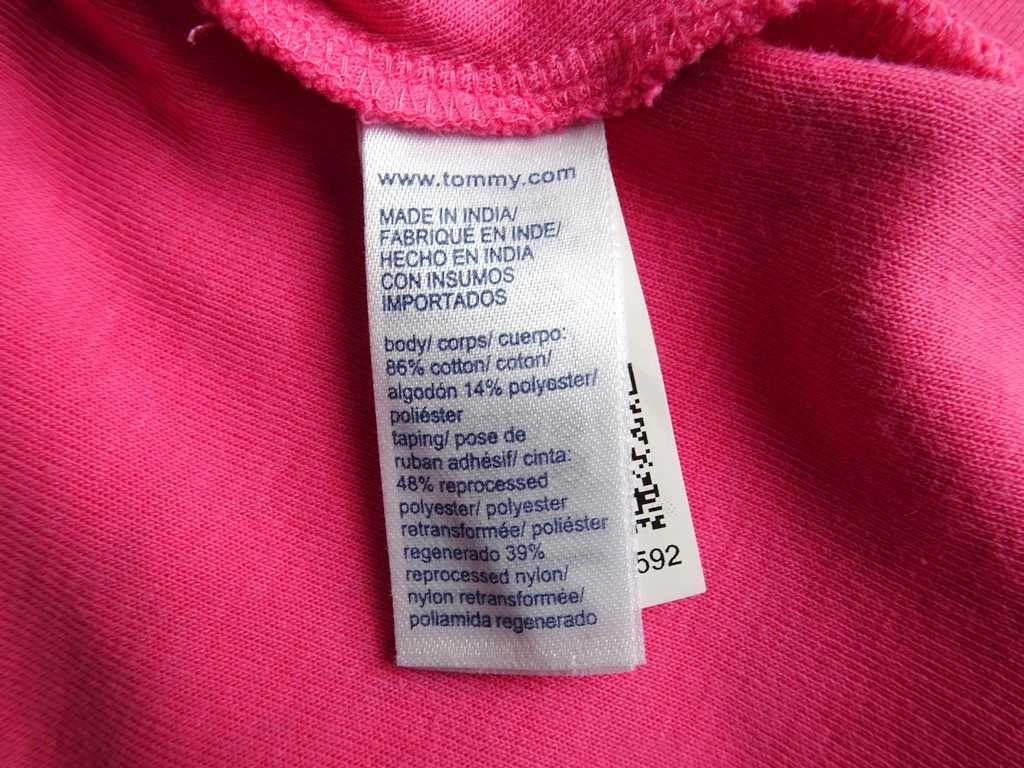 www.tommy.com
MADE IN INDIA/
FABRIQUE EN INDE/
HECHO EN INDIA
CON INSUMOS
IMPORTADOS
body/ corps/ cuerpo:
86% cotton/ coton/
algodón 14% polyester/
poliéster
taping/ pose de
ruban adhésif/ cinta:
48% reprocessed
polyester/ polyester
retransformée/ poliéster
regenerado 39%
reprocessed nylon/
nylon retransformée/
poliamida regenerado
592